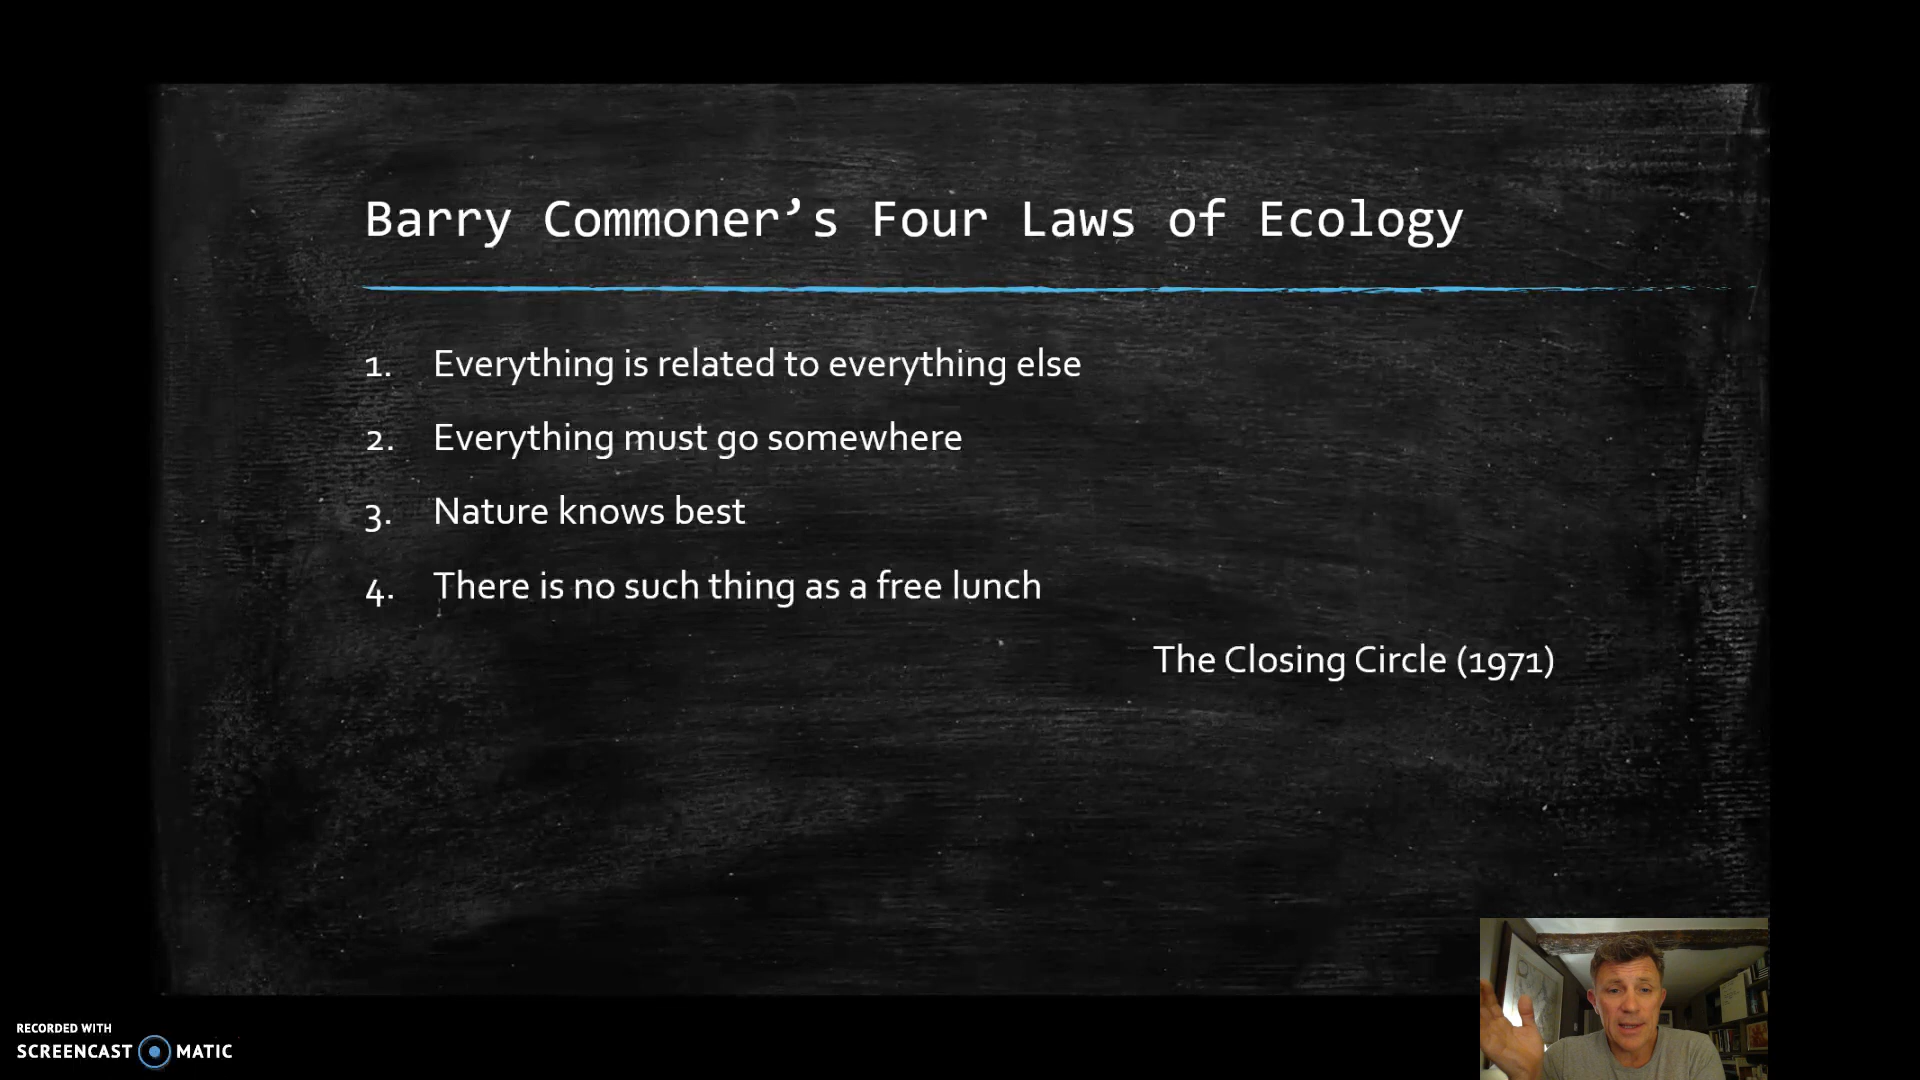 Barry Commoner’s Four Laws of Ecology
1. Everything is related to everything else
2. Everything must go somewhere
3. Nature knows best
4. There is no such thing as a free lunch
The Closing Circle (1971)
RECORDED WITH
SCREENCAST MATIC